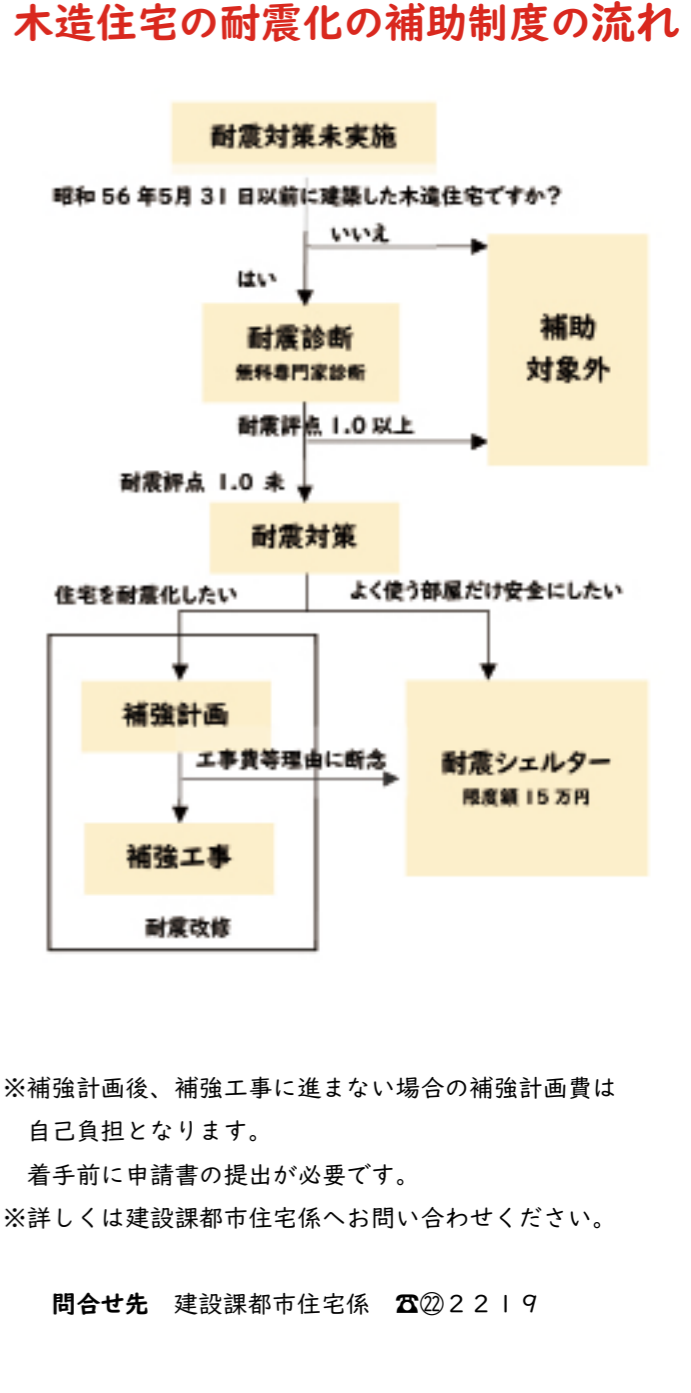 木造住宅の耐震化の補助制度の流れ
耐震対策未実施
昭和 56 年5月 31 日以前に建築した木造住宅ですか?
いいえ
はい
補助
対象外
耐震診断
無料専門家診断
耐震評点 1.0 以上
耐震評点 1.0 未
耐震対策
住宅を耐震化したい
よく使う部屋だけ安全にしたい
補強計画
工事費等理由に断念
耐震シェルター
限度額 15 万円
補強工事
耐震改修
※補強計画後、補強工事に進まない場合の補強計画費は
自己負担となります。
着手前に申請書の提出が必要です。
※詳しくは建設課都市住宅係へお問い合わせください。
問合せ先 建設課都市住宅係 ☎㉒2219